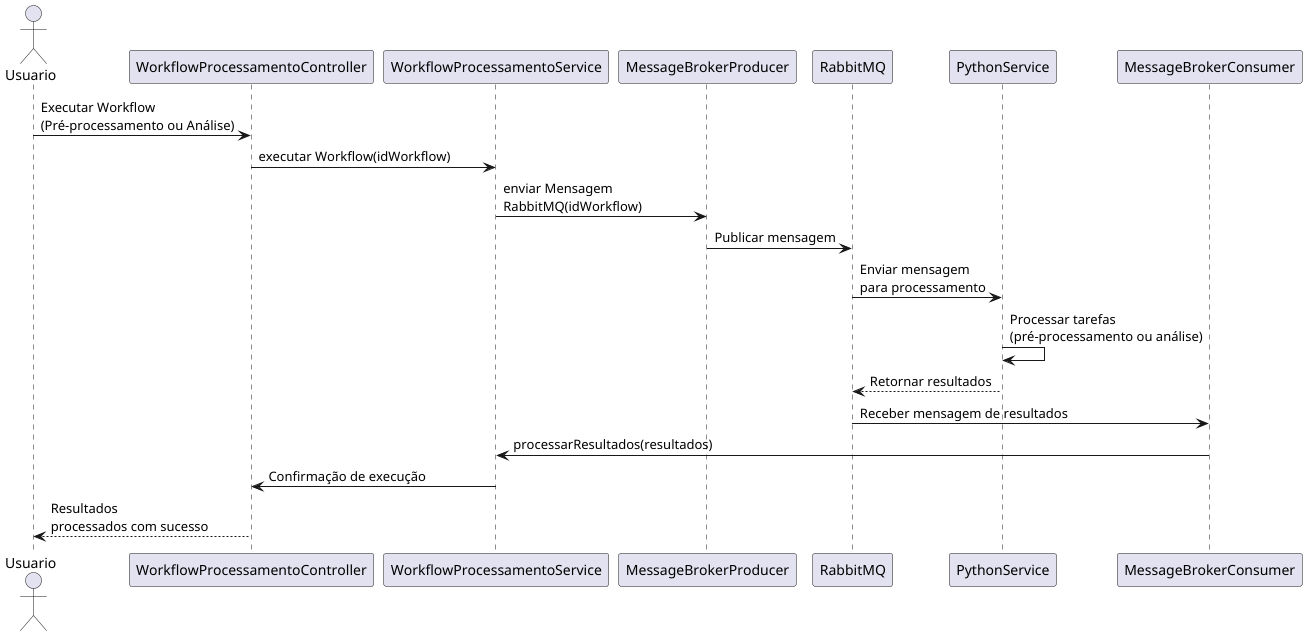 Usuario
WorkflowProcessamentoController
WorkflowProcessamentoService
MessageBrokerProducer
RabbitMQ
PythonService
MessageBrokerConsumer
Executar Workflow
(Pré-processamento ou Análise)
executar Workflow(idWorkflow)
enviar Mensagem
RabbitMQ(idWorkflow)
Publicar mensagem
Enviar mensagem
para processamento
Processar tarefas
(pré-processamento ou análise)
Retornar resultados
Receber mensagem de resultados
processarResultados(resultados)
Confirmação de execução
Resultados
processados com sucesso
Usuario
WorkflowProcessamentoController
WorkflowProcessamentoService
MessageBrokerProducer
RabbitMQ
PythonService
MessageBrokerConsumer